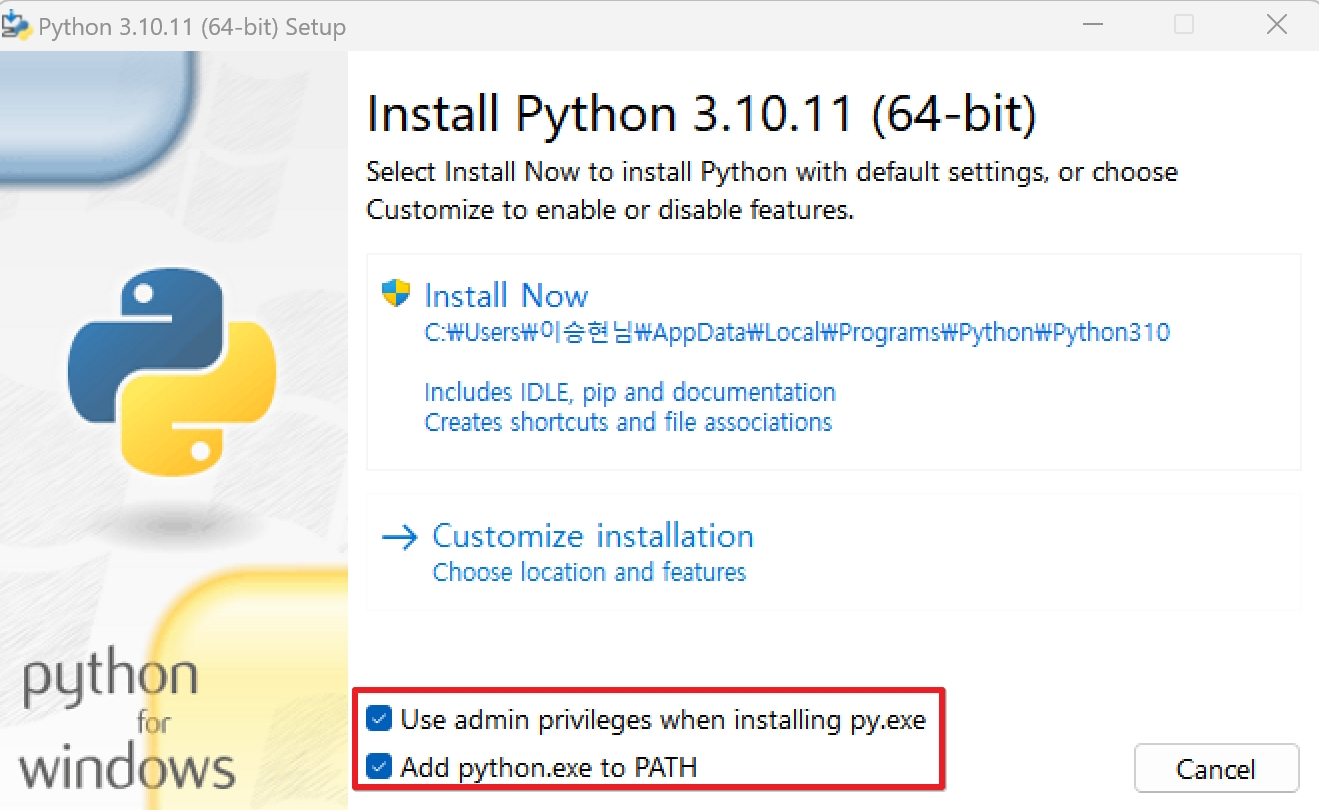 Python 3.10.11 (64-bit) Setup
Install Python 3.10.11 (64-bit)
Select Install Now to install Python with default settings, or choose
Customize to enable or disable features.
Install Now
C:₩Users₩이승현님₩AppData₩Local₩Programs₩Python₩Python310
Includes IDLE, pip and documentation
Creates shortcuts and file associations
Customize installation
Choose location and features
python
for
windows
Use admin privileges when installing py.exe
Add python.exe to PATH
Cancel